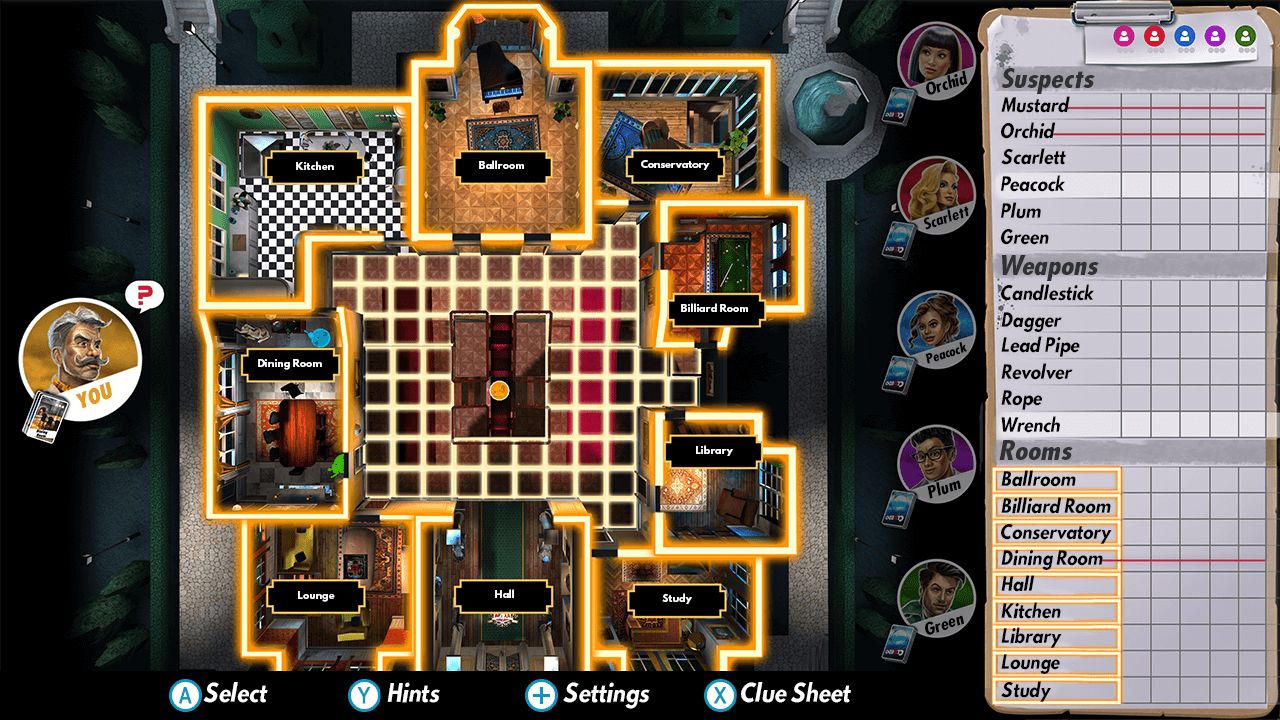 Kitchen
Ballroom
Conservatory
Billiard Room
Dining Room
Library
Lounge
Hall
Study
?
YOU
Orchid
Scarlett
Peacock
Plum
Green
Suspects
Mustard
Orchid
Scarlett
Peacock
Plum
Green
Weapons
Candlestick
Dagger
Lead Pipe
Revolver
Rope
Wrench
Rooms
Ballroom
Billiard Room
Conservatory
Dining Room
Hall
Kitchen
Library
Lounge
Study
A Select
Y Hints
+ Settings
X Clue Sheet